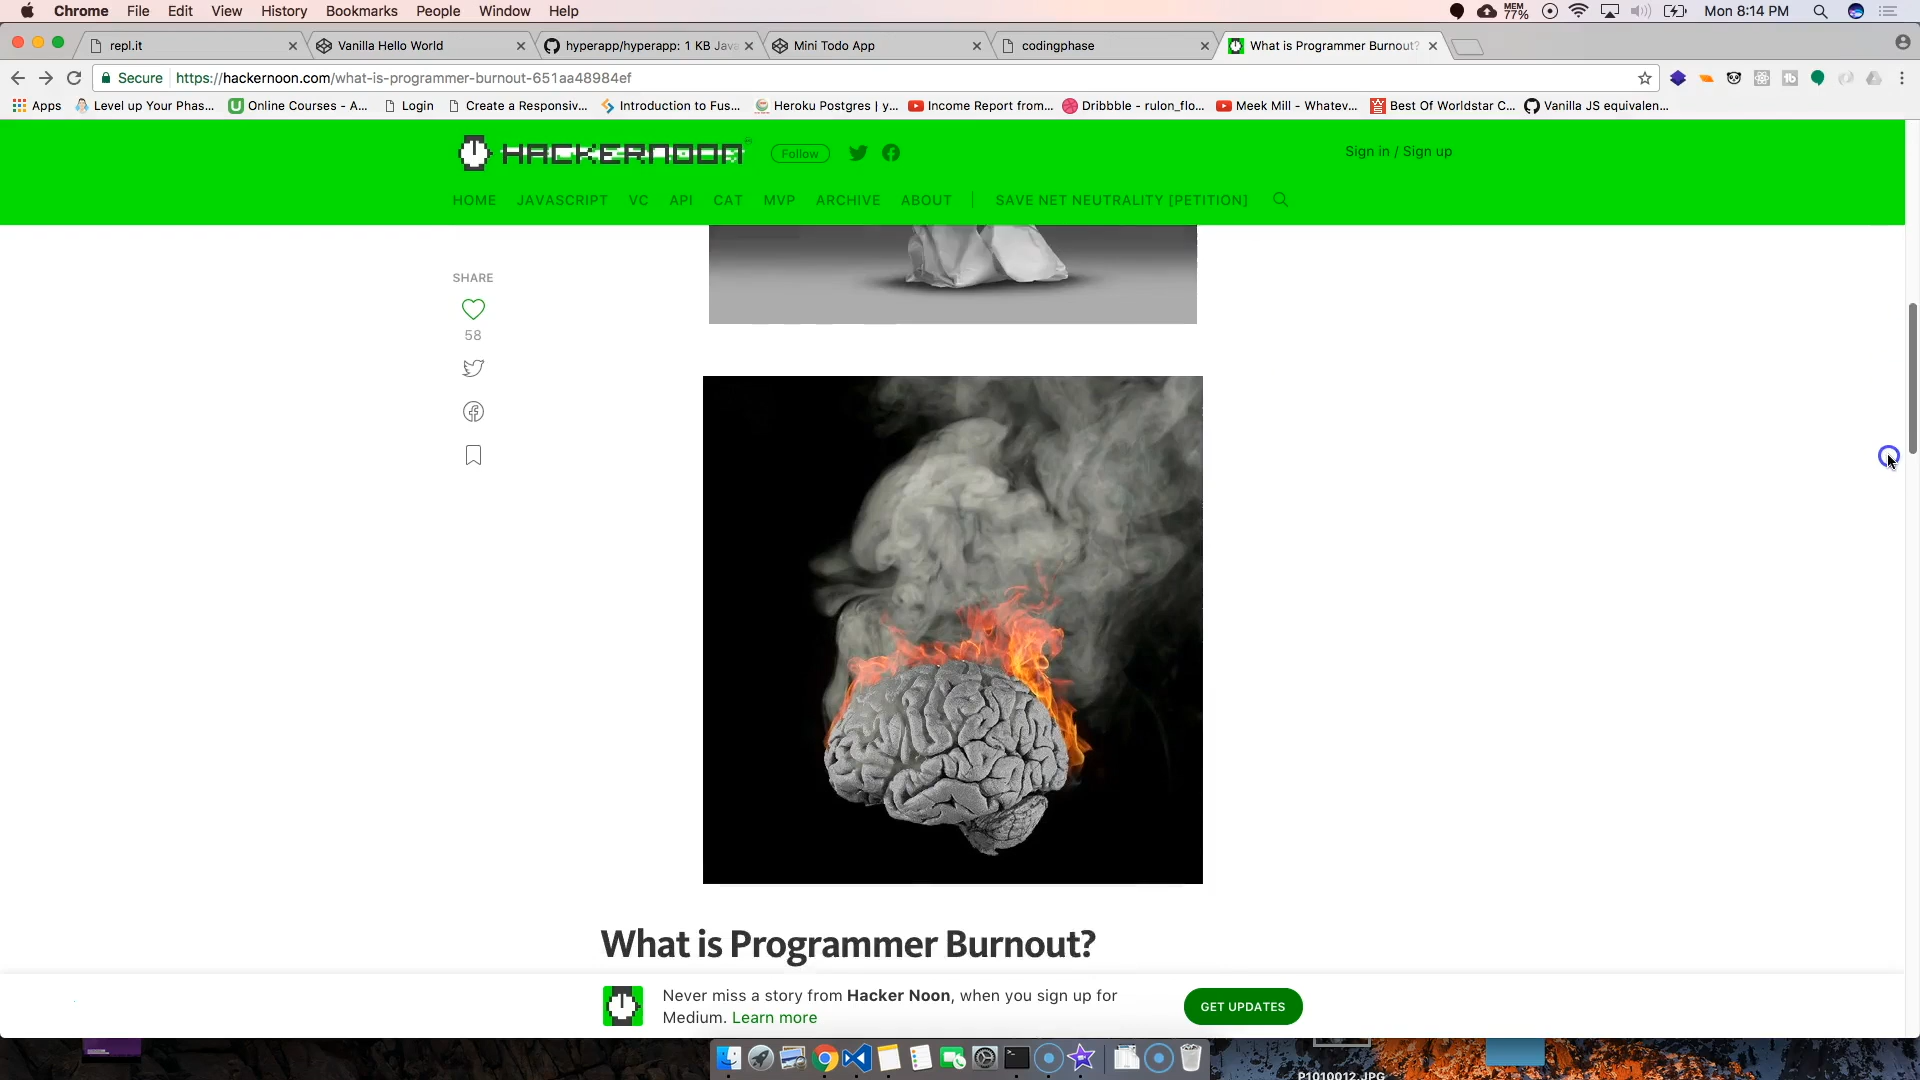 Chrome File Edit View History Bookmarks People Window Help MEM 77% Mon 8:14 PM
repl.it Vanilla Hello World hyperapp/hyperapp: 1 KB Java Mini Todo App codingphase What is Programmer Burnout?
Secure https://hackernoon.com/what-is-programmer-burnout-651aa48984ef
Apps Level up Your Phas... Online Courses - A... Login Create a Responsiv... Introduction to Fus... Heroku Postgres | y... Income Report from... Dribbble - rulon_flo... Meek Mill - Whatev... Best Of Worldstar C... Vanilla JS equivalen...
HACKERNOON Follow Sign in / Sign up
HOME JAVASCRIPT VC API CAT MVP ARCHIVE ABOUT SAVE NET NEUTRALITY [PETITION]
SHARE
58
What is Programmer Burnout?
Never miss a story from Hacker Noon, when you sign up for
Medium. Learn more
GET UPDATES
P1010012.JPG